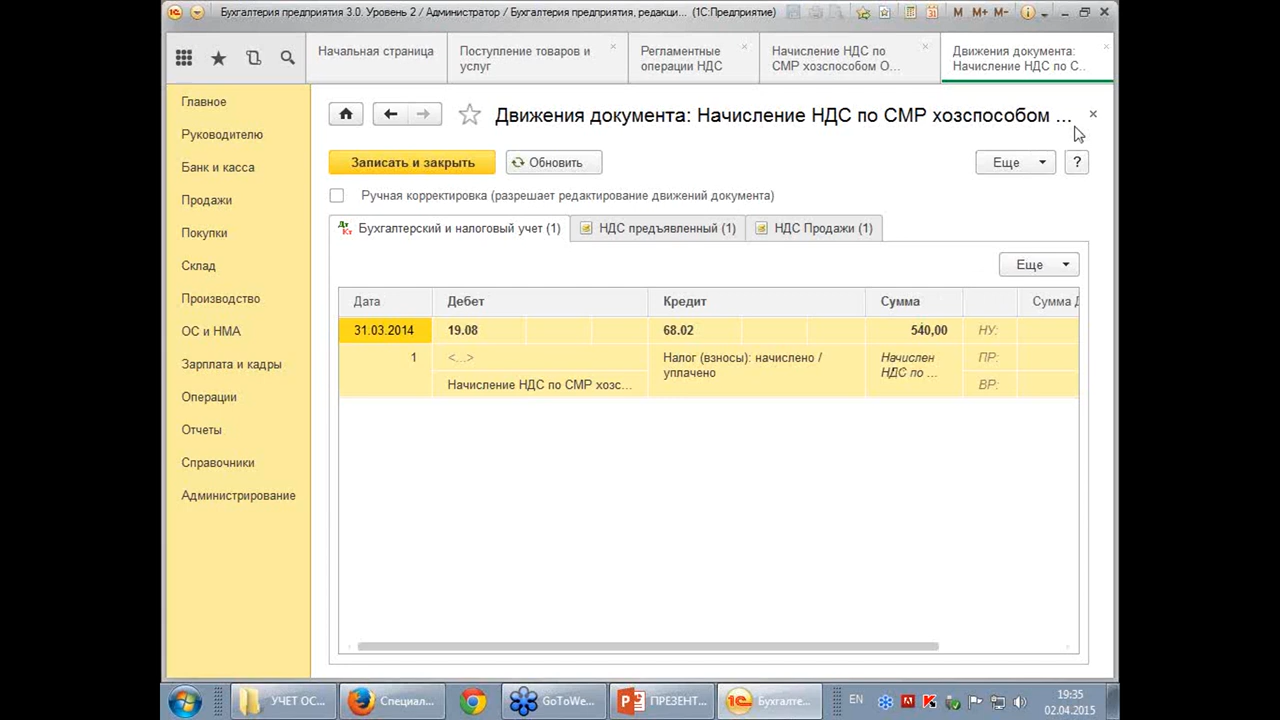 Бухгалтерия предприятия 3.0. Уровень 2 / Администратор / Бухгалтерия предприятия, редакци... (1С:Предприятие)
M M+ M-
Начальная страница
Поступление товаров и
услуг
Регламентные
операции НДС
Начисление НДС по
СМР хозспособом О...
Движения документа:
Начисление НДС по С..
Главное
Руководителю
Банк и касса
Продажи
Покупки
Склад
Производство
ОС и НМА
Зарплата и кадры
Операции
Отчеты
Справочники
Администрирование
Движения документа: Начисление НДС по СМР хозспособом ...
Записать и закрыть
Обновить
Еще
?
Ручная корректировка (разрешает редактирование движений документа)
Дт
Кт
Бухгалтерский и налоговый учет (1)
НДС предъявленный (1)
НДС Продажи (1)
Еще
Дата Дебет Кредит Сумма Сумма Д
31.03.2014 19.08 68.02 540,00 НУ:
1 <...> Налог (взносы): начислено /
уплачено
Начислен
НДС по ...
ПР:
Начисление НДС по СМР хозс... ВР:
УЧЕТ ОС...
Специал...
GoToWe...
ПРЕЗЕНТ...
Бухгалте...
EN
19:35
02.04.2015